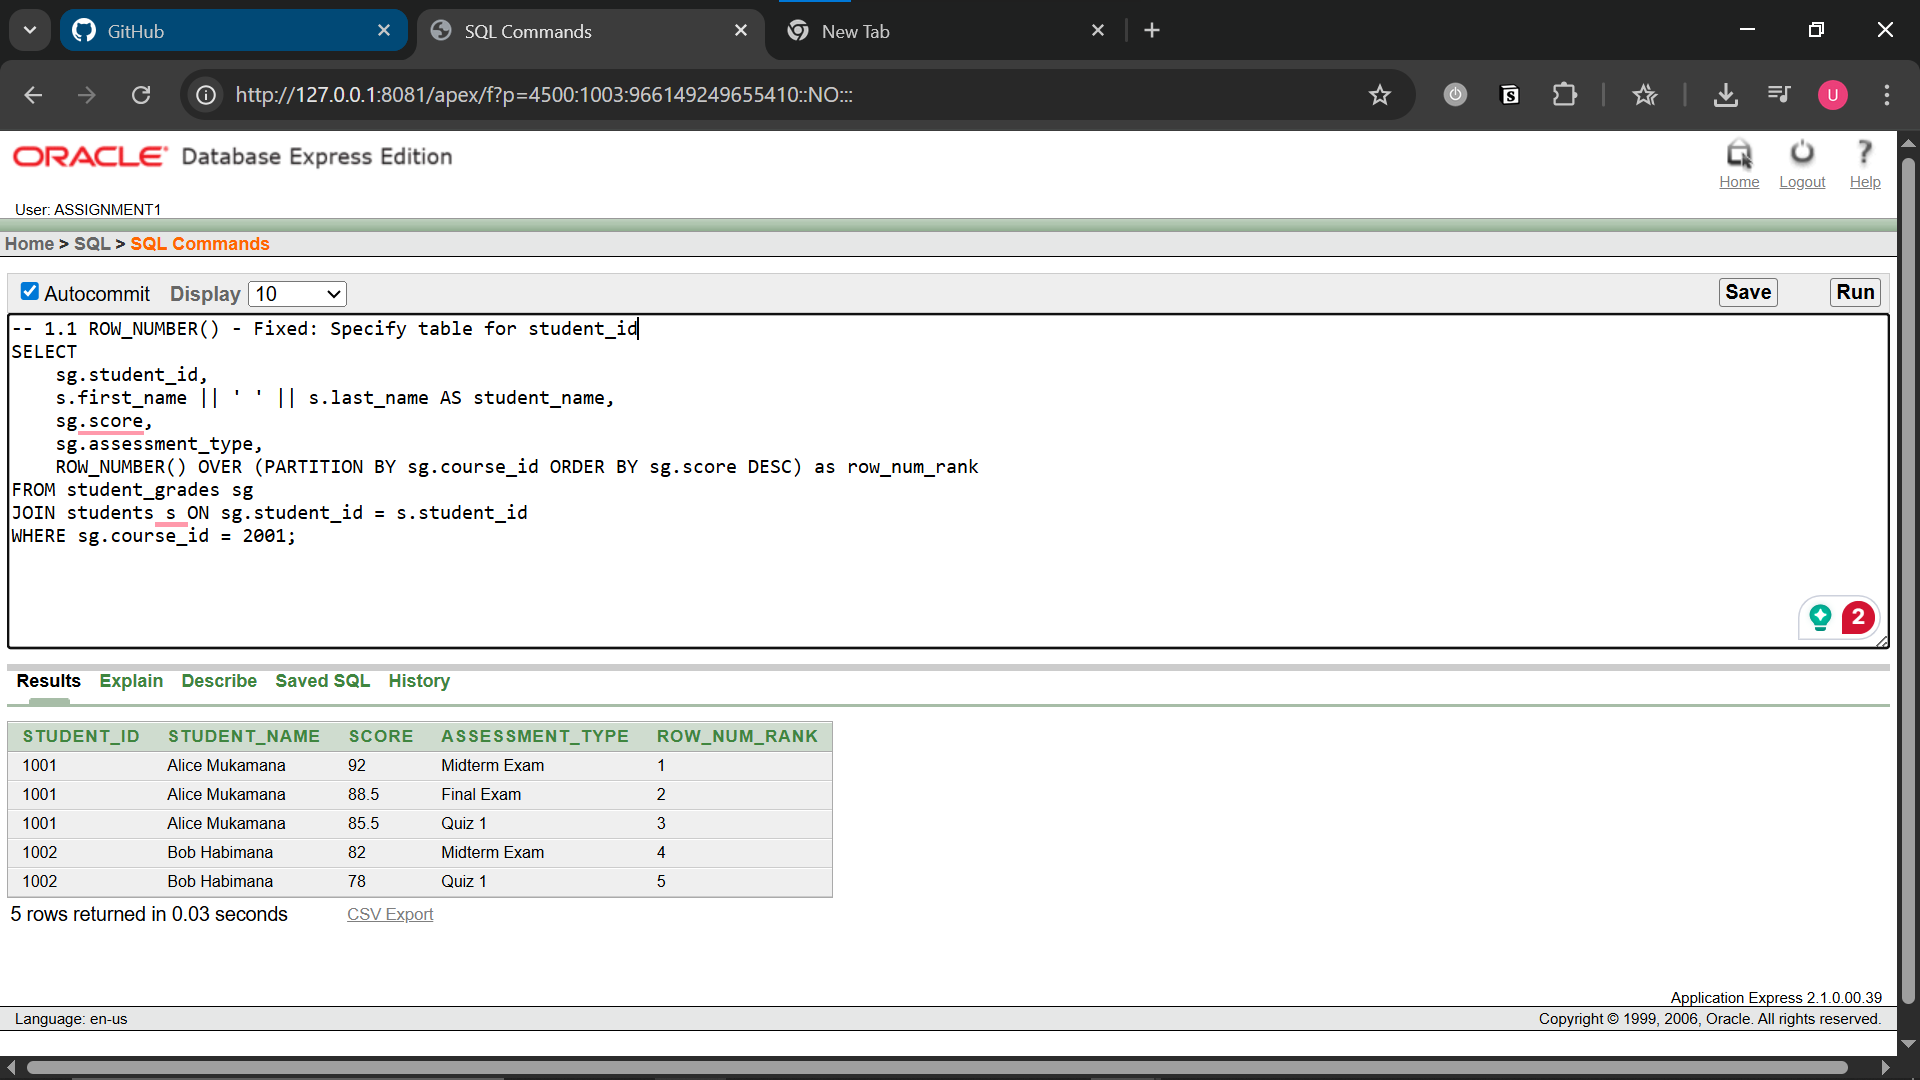 GitHub
SQL Commands
New Tab
http://127.0.0.1:8081/apex/f?p=4500:1003:966149249655410::NO:::
U
ORACLE Database Express Edition
Home Logout Help
User: ASSIGNMENT1
Home > SQL > SQL Commands
Autocommit Display 10 Save Run
-- 1.1 ROW_NUMBER() - Fixed: Specify table for student_id
SELECT
    sg.student_id,
    s.first_name || ' ' || s.last_name AS student_name,
    sg.score,
    sg.assessment_type,
    ROW_NUMBER() OVER (PARTITION BY sg.course_id ORDER BY sg.score DESC) as row_num_rank
FROM student_grades sg
JOIN students s ON sg.student_id = s.student_id
WHERE sg.course_id = 2001;
2
Results Explain Describe Saved SQL History
STUDENT_ID STUDENT_NAME SCORE ASSESSMENT_TYPE ROW_NUM_RANK
1001 Alice Mukamana 92 Midterm Exam 1
1001 Alice Mukamana 88.5 Final Exam 2
1001 Alice Mukamana 85.5 Quiz 1 3
1002 Bob Habimana 82 Midterm Exam 4
1002 Bob Habimana 78 Quiz 1 5
5 rows returned in 0.03 seconds CSV Export
Application Express 2.1.0.00.39
Language: en-us Copyright © 1999, 2006, Oracle. All rights reserved.